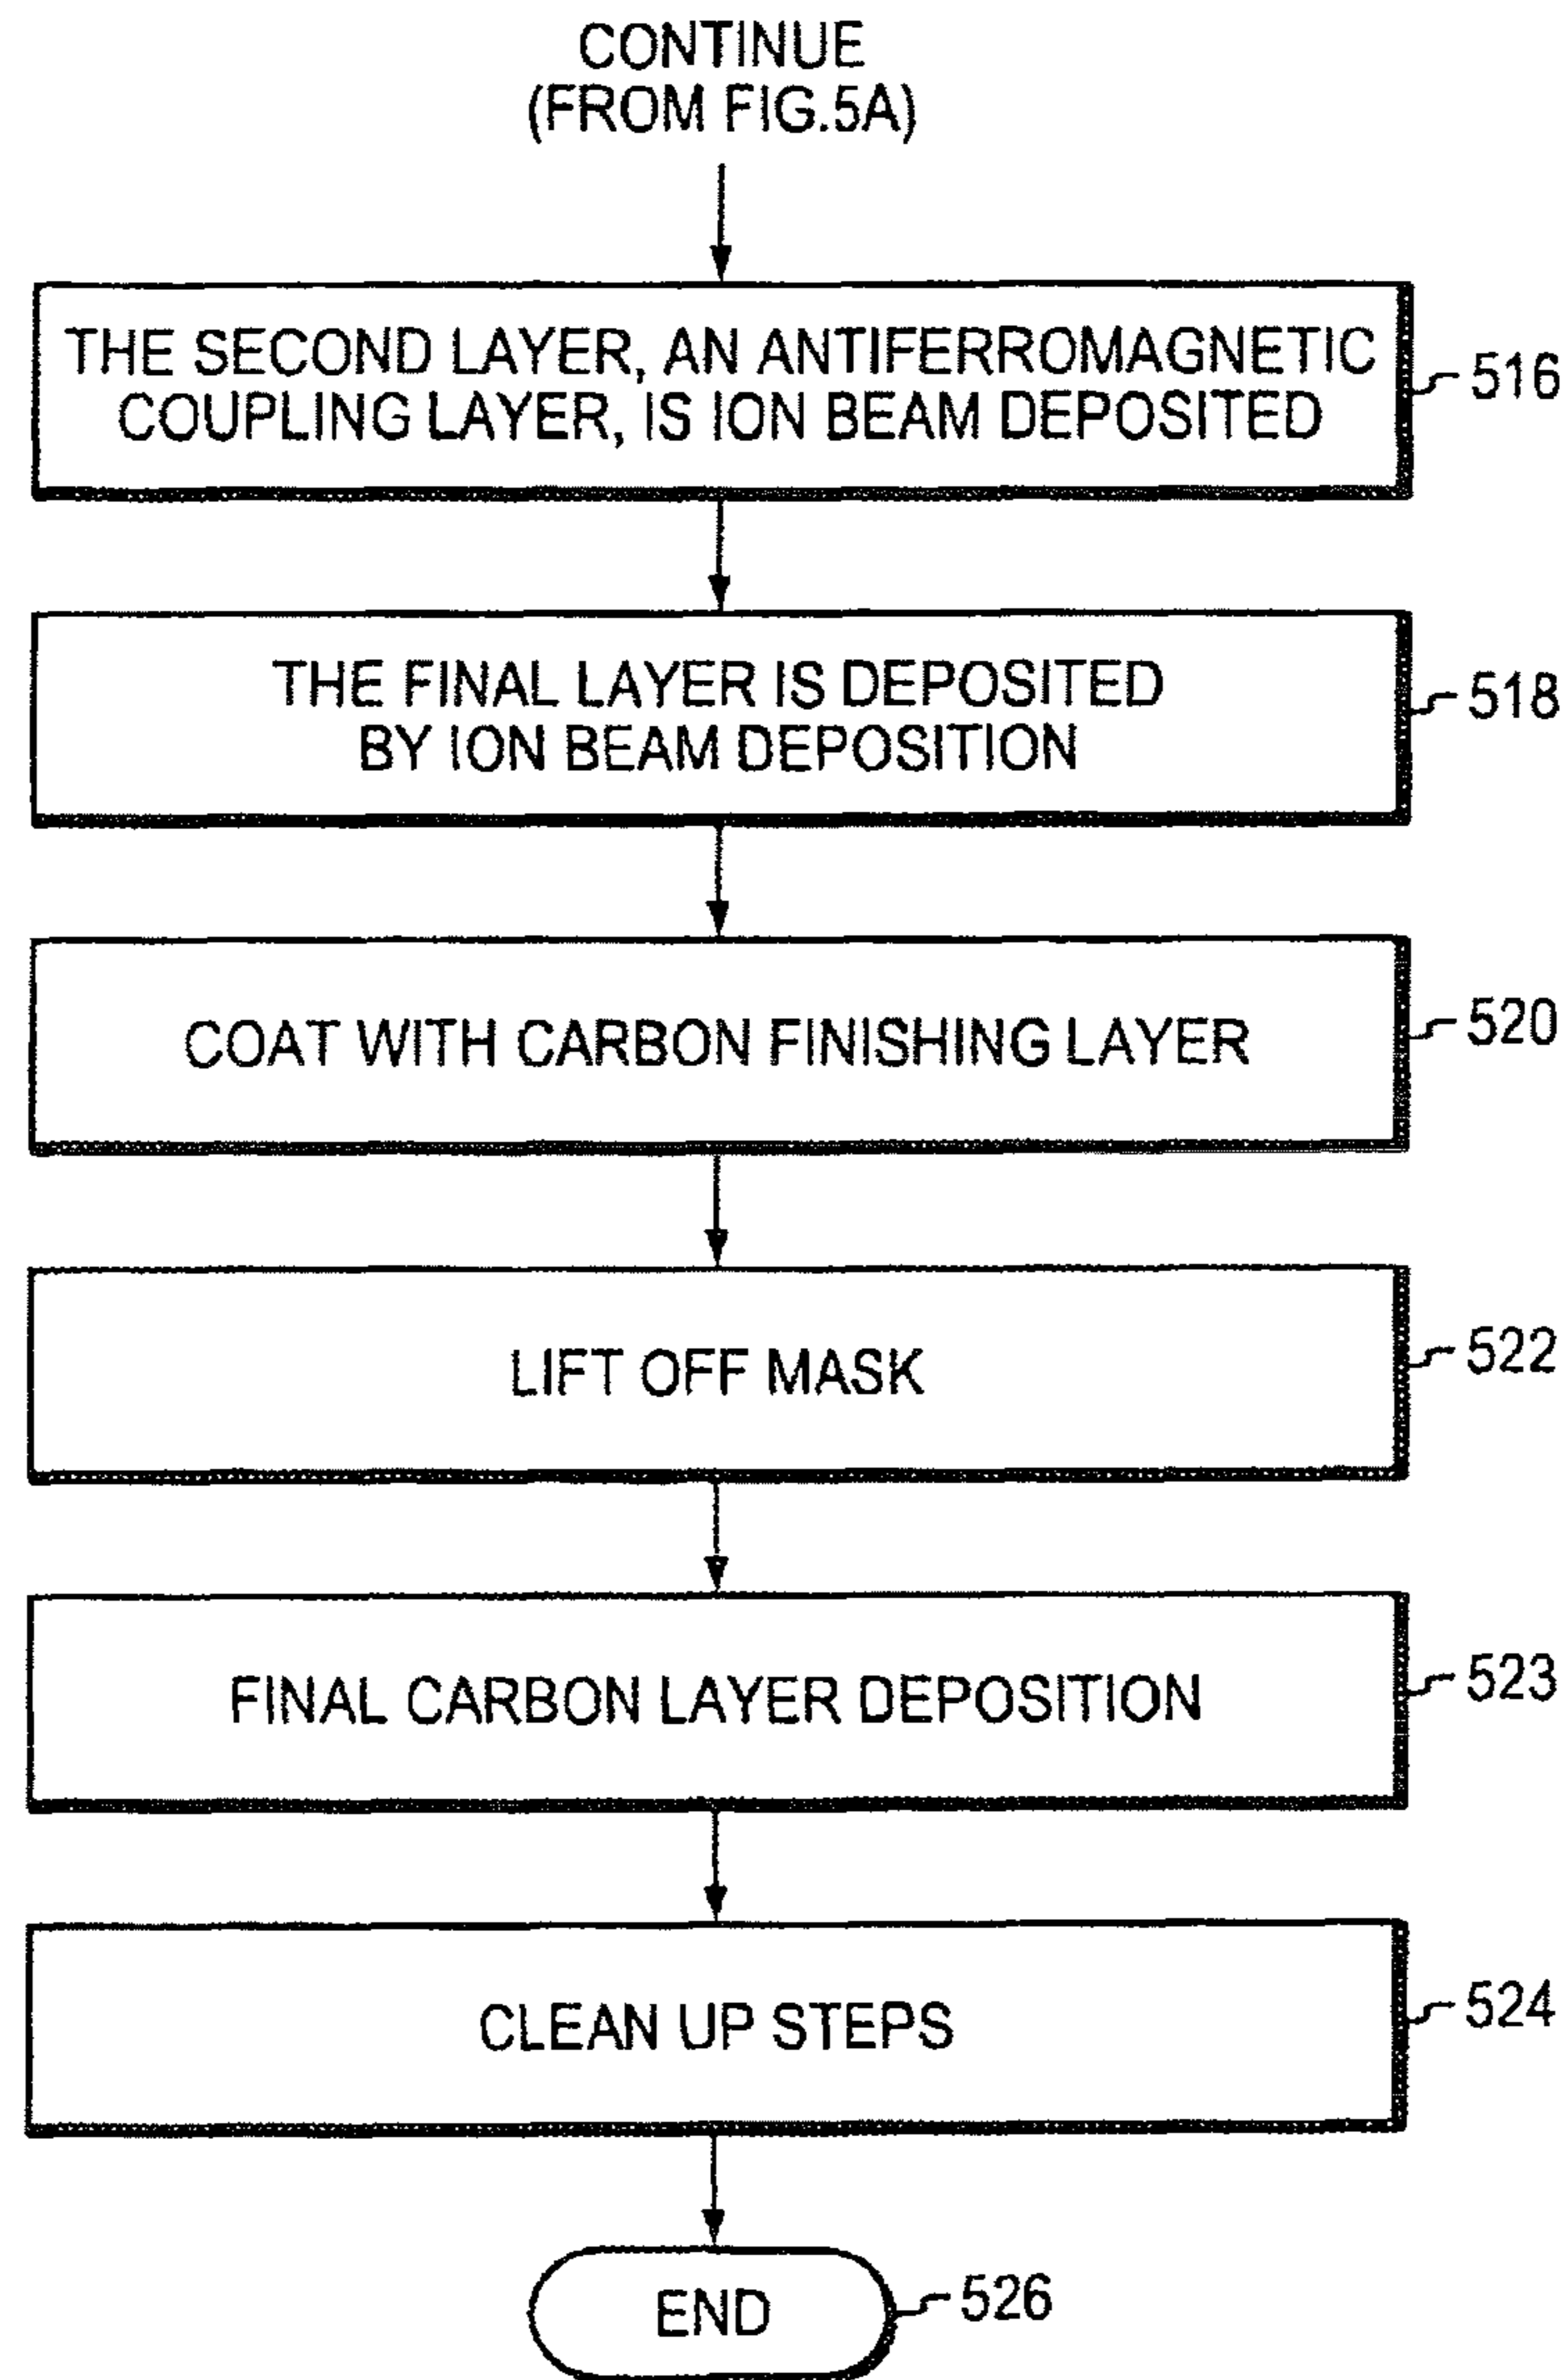 CONTINUE
(FROM FIG.5A)
THE SECOND LAYER, AN ANTIFERROMAGNETIC
COUPLING LAYER, IS ION BEAM DEPOSITED
516
THE FINAL LAYER IS DEPOSITED
BY ION BEAM DEPOSITION
518
COAT WITH CARBON FINISHING LAYER
520
LIFT OFF MASK
522
FINAL CARBON LAYER DEPOSITION
523
CLEAN UP STEPS
524
END
526